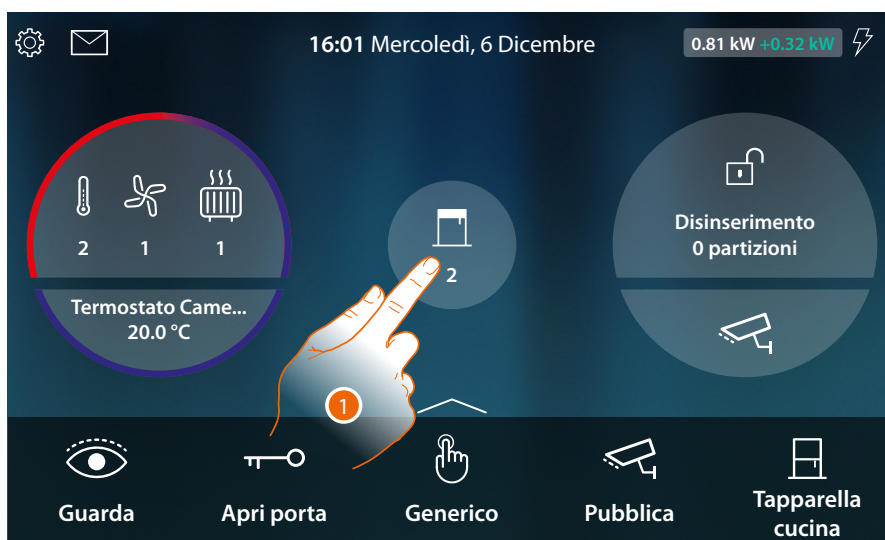 16:01 Mercoledì, 6 Dicembre
0.81 kW +0.32 kW
2 1 1
Termostato Came...
20.0 °C
2
Disinserimento
0 partizioni
1
Guarda
Apri porta
Generico
Pubblica
Tapparella
cucina